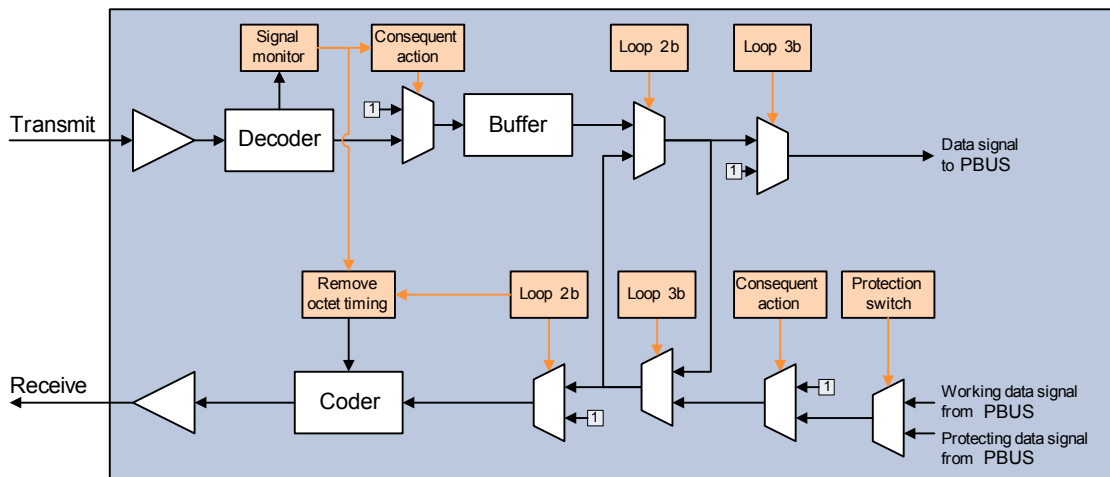 Signal
monitor
Consequent
action
Loop 2b
Loop 3b
1
Transmit
Decoder
Buffer
Data signal
to PBUS
1
Remove
octet timing
Loop 2b
Loop 3b
Consequent
action
Protection
switch
Receive
Coder
1
1
Working data signal
from PBUS
Protecting data signal
from PBUS